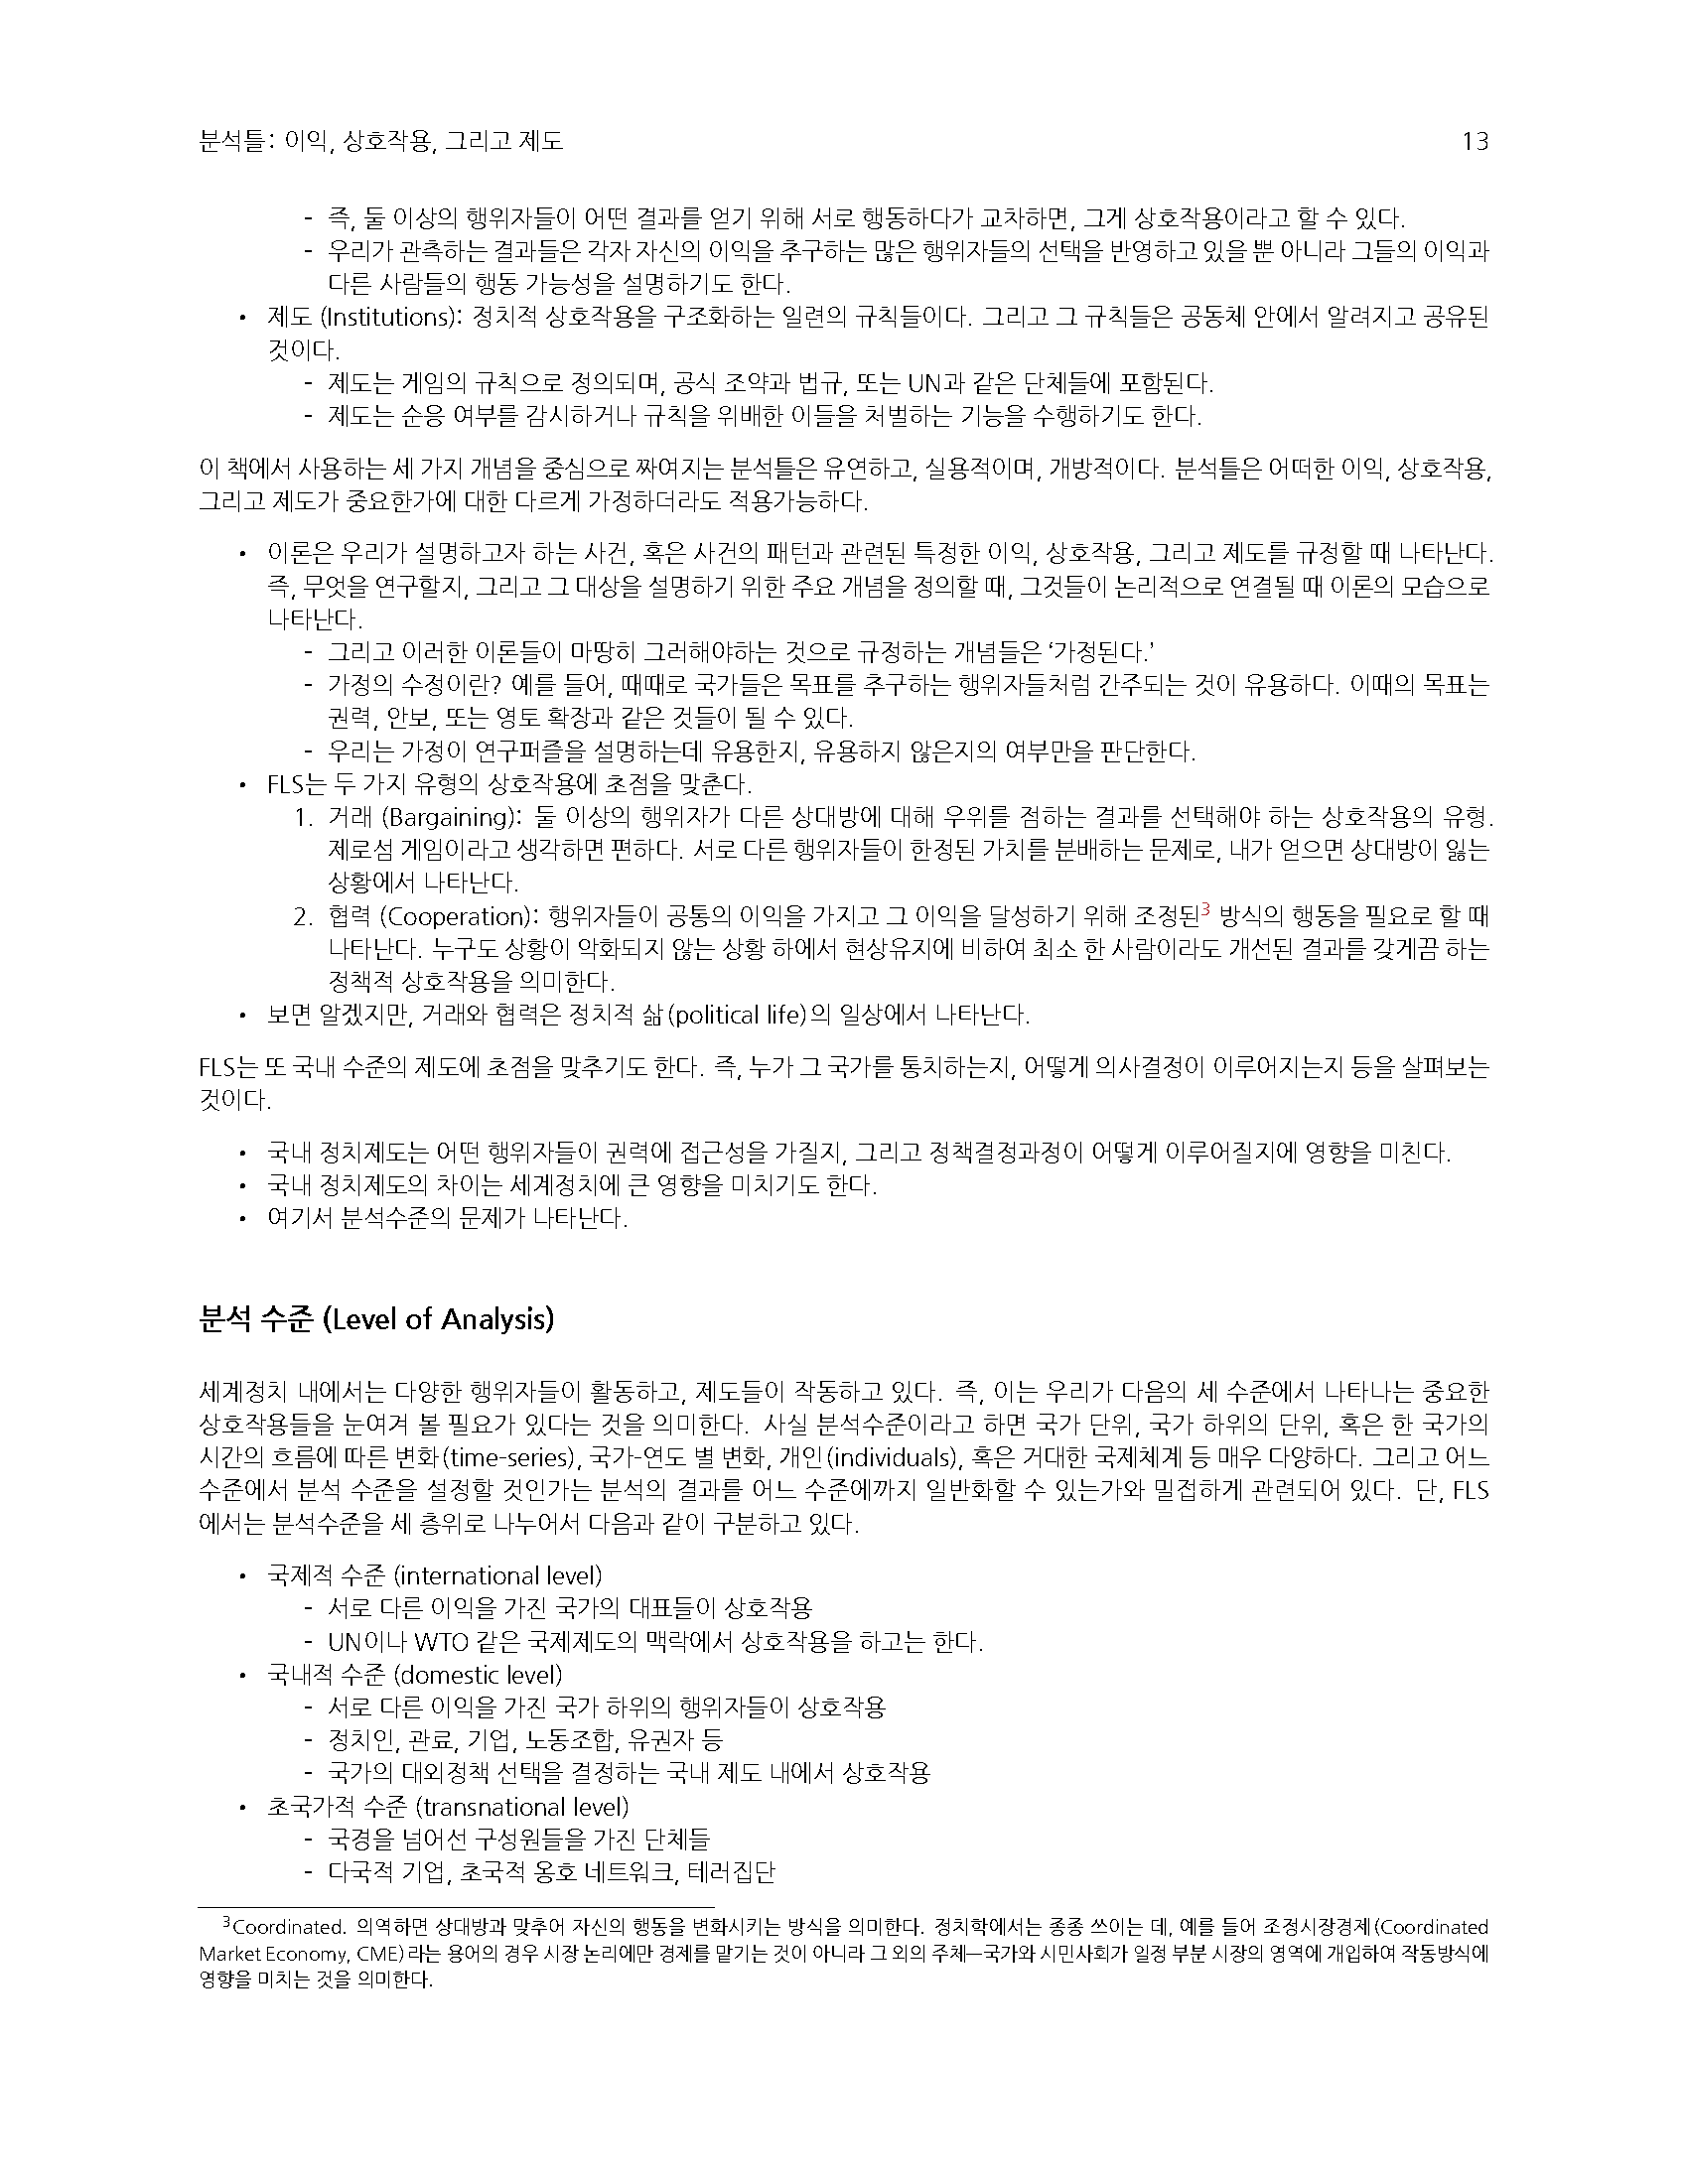 분석틀: 이익, 상호작용, 그리고 제도 13
- 즉, 둘 이상의 행위자들이 어떤 결과를 얻기 위해 서로 행동하다가 교차하면, 그게 상호작용이라고 할 수 있다.
- 우리가 관측하는 결과들은 각자 자신의 이익을 추구하는 많은 행위자들의 선택을 반영하고 있을 뿐 아니라 그들의 이익과
다른 사람들의 행동 가능성을 설명하기도 한다.
• 제도 (Institutions): 정치적 상호작용을 구조화하는 일련의 규칙들이다. 그리고 그 규칙들은 공동체 안에서 알려지고 공유된
것이다.
- 제도는 게임의 규칙으로 정의되며, 공식 조약과 법규, 또는 UN과 같은 단체들에 포함된다.
- 제도는 순응 여부를 감시하거나 규칙을 위배한 이들을 처벌하는 기능을 수행하기도 한다.
이 책에서 사용하는 세 가지 개념을 중심으로 짜여지는 분석틀은 유연하고, 실용적이며, 개방적이다. 분석틀은 어떠한 이익, 상호작용,
그리고 제도가 중요한가에 대한 다르게 가정하더라도 적용가능하다.
• 이론은 우리가 설명하고자 하는 사건, 혹은 사건의 패턴과 관련된 특정한 이익, 상호작용, 그리고 제도를 규정할 때 나타난다.
즉, 무엇을 연구할지, 그리고 그 대상을 설명하기 위한 주요 개념을 정의할 때, 그것들이 논리적으로 연결될 때 이론의 모습으로
나타난다.
- 그리고 이러한 이론들이 마땅히 그러해야하는 것으로 규정하는 개념들은 ‘가정된다.’
- 가정의 수정이란? 예를 들어, 때때로 국가들은 목표를 추구하는 행위자들처럼 간주되는 것이 유용하다. 이때의 목표는
권력, 안보, 또는 영토 확장과 같은 것들이 될 수 있다.
- 우리는 가정이 연구퍼즐을 설명하는데 유용한지, 유용하지 않은지의 여부만을 판단한다.
• FLS는 두 가지 유형의 상호작용에 초점을 맞춘다.
1. 거래 (Bargaining): 둘 이상의 행위자가 다른 상대방에 대해 우위를 점하는 결과를 선택해야 하는 상호작용의 유형.
제로섬 게임이라고 생각하면 편하다. 서로 다른 행위자들이 한정된 가치를 분배하는 문제로, 내가 얻으면 상대방이 잃는
상황에서 나타난다.
2. 협력 (Cooperation): 행위자들이 공통의 이익을 가지고 그 이익을 달성하기 위해 조정된3 방식의 행동을 필요로 할 때
나타난다. 누구도 상황이 악화되지 않는 상황 하에서 현상유지에 비하여 최소 한 사람이라도 개선된 결과를 갖게끔 하는
정책적 상호작용을 의미한다.
• 보면 알겠지만, 거래와 협력은 정치적 삶(political life)의 일상에서 나타난다.
FLS는 또 국내 수준의 제도에 초점을 맞추기도 한다. 즉, 누가 그 국가를 통치하는지, 어떻게 의사결정이 이루어지는지 등을 살펴보는
것이다.
• 국내 정치제도는 어떤 행위자들이 권력에 접근성을 가질지, 그리고 정책결정과정이 어떻게 이루어질지에 영향을 미친다.
• 국내 정치제도의 차이는 세계정치에 큰 영향을 미치기도 한다.
• 여기서 분석수준의 문제가 나타난다.
분석 수준 (Level of Analysis)
세계정치 내에서는 다양한 행위자들이 활동하고, 제도들이 작동하고 있다. 즉, 이는 우리가 다음의 세 수준에서 나타나는 중요한
상호작용들을 눈여겨 볼 필요가 있다는 것을 의미한다. 사실 분석수준이라고 하면 국가 단위, 국가 하위의 단위, 혹은 한 국가의
시간의 흐름에 따른 변화(time-series), 국가-연도 별 변화, 개인(individuals), 혹은 거대한 국제체계 등 매우 다양하다. 그리고 어느
수준에서 분석 수준을 설정할 것인가는 분석의 결과를 어느 수준에까지 일반화할 수 있는가와 밀접하게 관련되어 있다. 단, FLS
에서는 분석수준을 세 층위로 나누어서 다음과 같이 구분하고 있다.
• 국제적 수준 (international level)
- 서로 다른 이익을 가진 국가의 대표들이 상호작용
- UN이나 WTO 같은 국제제도의 맥락에서 상호작용을 하고는 한다.
• 국내적 수준 (domestic level)
- 서로 다른 이익을 가진 국가 하위의 행위자들이 상호작용
- 정치인, 관료, 기업, 노동조합, 유권자 등
- 국가의 대외정책 선택을 결정하는 국내 제도 내에서 상호작용
• 초국가적 수준 (transnational level)
- 국경을 넘어선 구성원들을 가진 단체들
- 다국적 기업, 초국적 옹호 네트워크, 테러집단
3Coordinated. 의역하면 상대방과 맞추어 자신의 행동을 변화시키는 방식을 의미한다. 정치학에서는 종종 쓰이는 데, 예를 들어 조정시장경제(Coordinated
Market Economy, CME)라는 용어의 경우 시장 논리에만 경제를 맡기는 것이 아니라 그 외의 주체—국가와 시민사회가 일정 부분 시장의 영역에 개입하여 작동방식에
영향을 미치는 것을 의미한다.